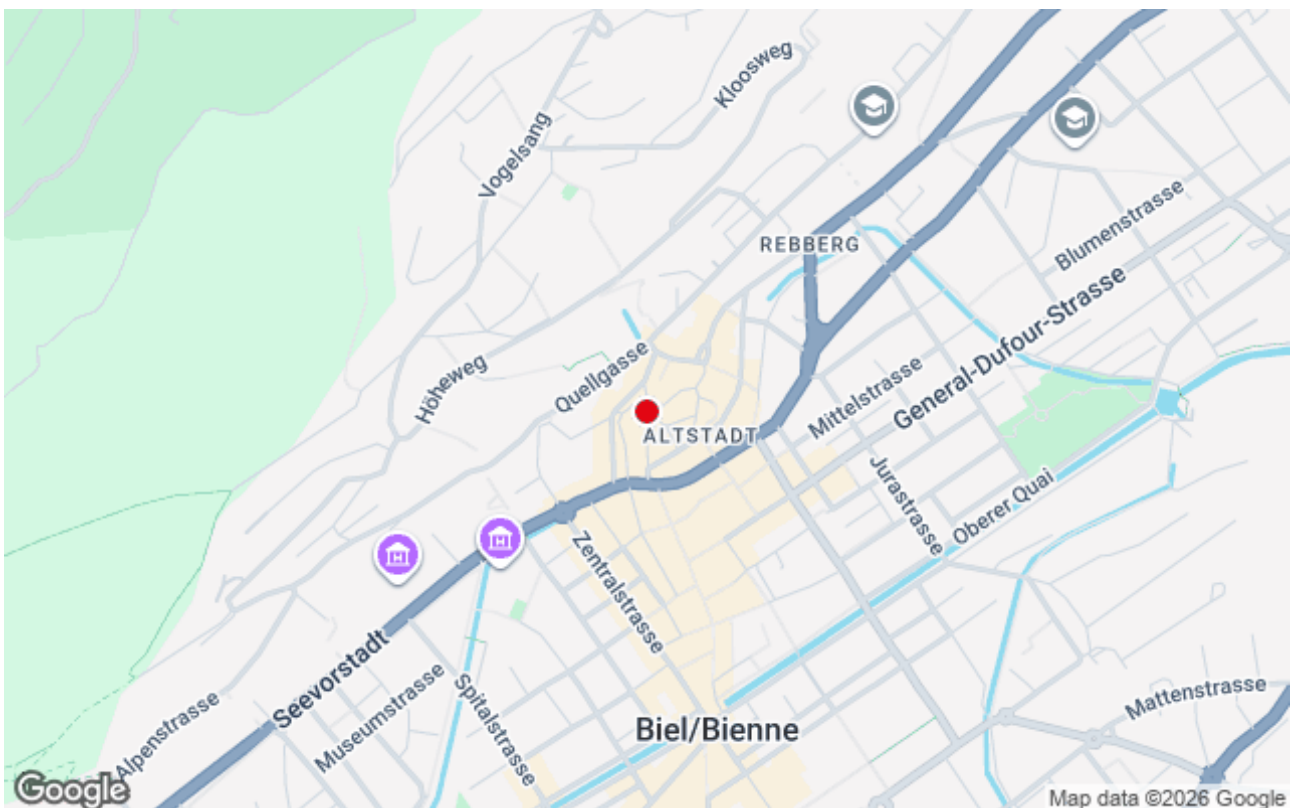 Kloosweg
Vogelsang
REBBERG
Blumenstrasse
General-Dufour-Strasse
Höheweg
Quellgasse
Mittelstrasse
ALTSTADT
Jurastrasse
Oberer Quai
Zentralstrasse
Seevorstadt
Museumstrasse
Spitalstrasse
Alpenstrasse
Mattenstrasse
Biel/Bienne
Google
Map data ©2026 Google